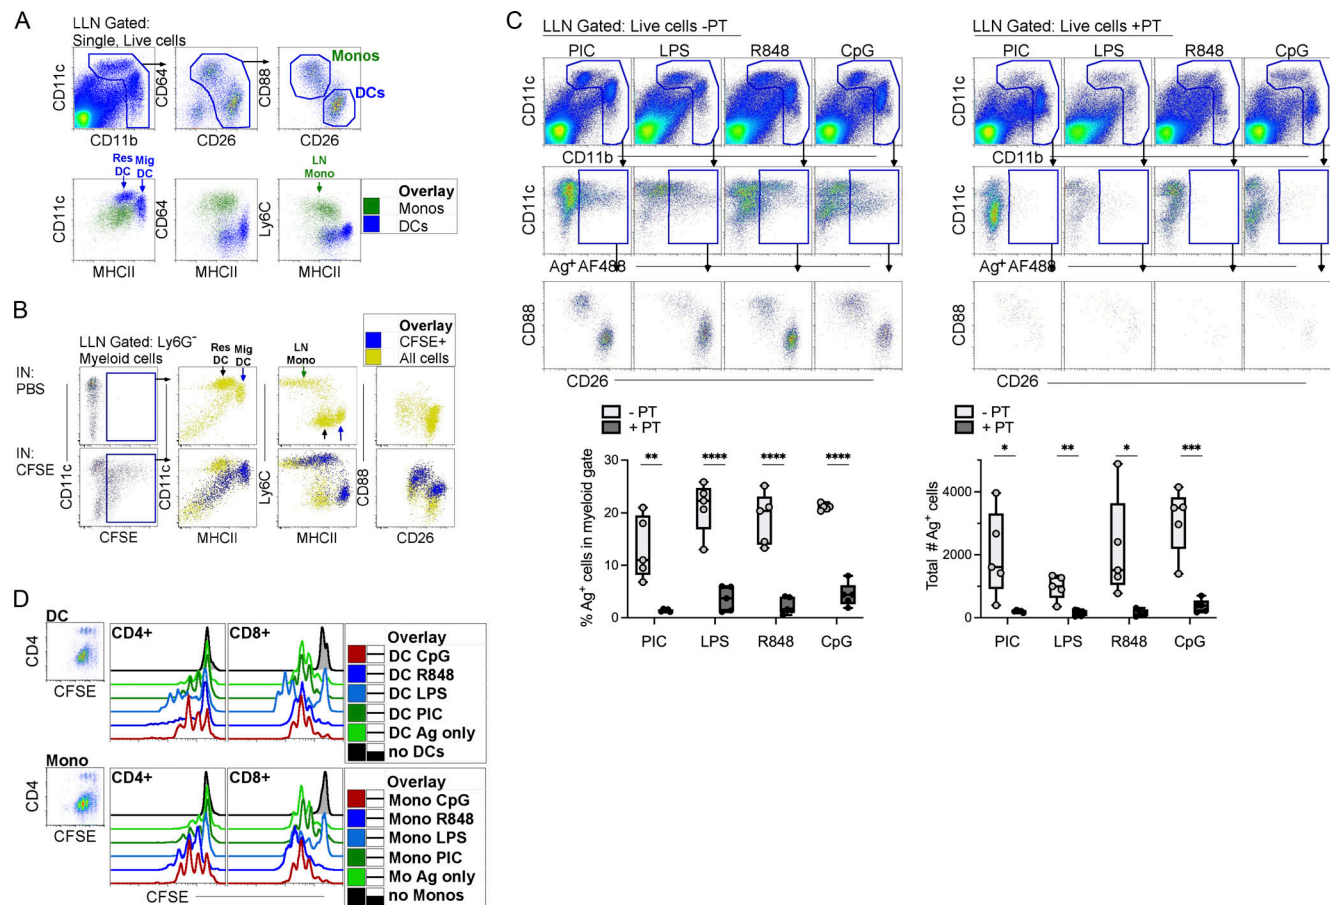 A
LLN Gated:
Single, Live cells
CD11c
CD11b
CD64
CD26
CD88
CD26
Monos
DCs
Res DC
Mig DC
LN Mono
CD11c
MHCII
CD64
MHCII
Ly6C
MHCII
Overlay
Monos
DCs
B
LLN Gated: Ly6G⁻
Myeloid cells
Overlay
CFSE+
All cells
Res DC
Mig DC
LN Mono
IN: PBS
IN: CFSE
CD11c
CFSE
CD11c
MHCII
Ly6C
MHCII
CD88
CD26
C
LLN Gated: Live cells -PT
PIC LPS R848 CpG
CD11c
CD11b
CD11c
Ag⁺ AF488
CD88
CD26
LLN Gated: Live cells +PT
PIC LPS R848 CpG
CD11c
CD11b
CD11c
Ag⁺ AF488
CD88
CD26
- PT
+ PT
** **** **** ****
% Ag⁺ cells in myeloid gate
30
20
10
0
PIC LPS R848 CpG
- PT
+ PT
* ** * ***
Total # Ag⁺ cells
4000
2000
0
PIC LPS R848 CpG
D
DC
CD4
CFSE
CD4+
CD8+
Overlay
DC CpG
DC R848
DC LPS
DC PIC
DC Ag only
no DCs
Mono
CD4
CFSE
CD4+
CD8+
CFSE
Overlay
Mono CpG
Mono R848
Mono LPS
Mono PIC
Mo Ag only
no Monos